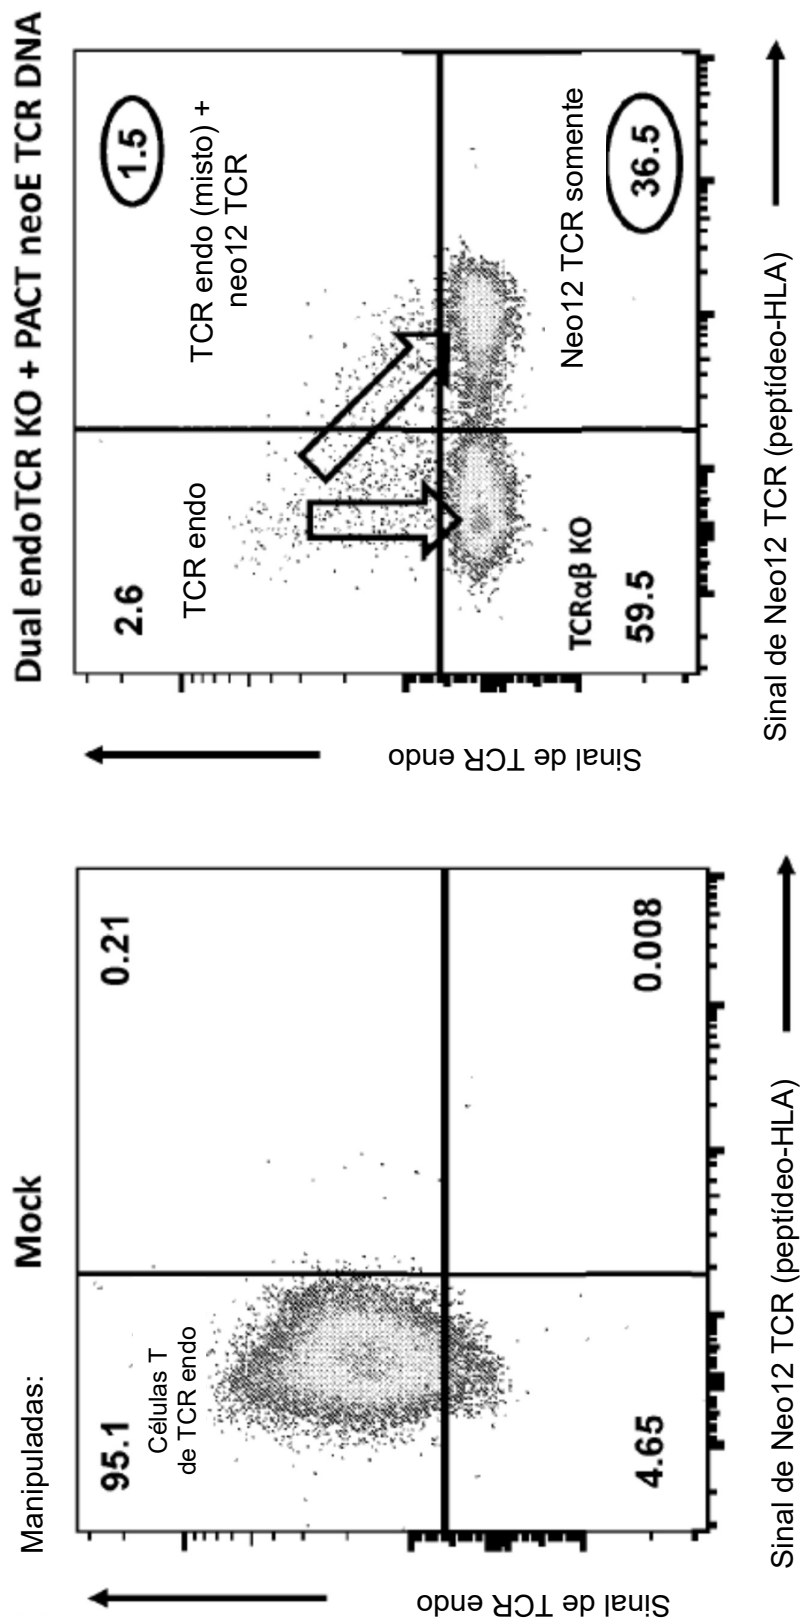 Manipuladas:
Mock
95.1
0.21
Células T
de TCR endo
4.65
0.008
Sinal de TCR endo
Sinal de Neo12 TCR (peptídeo-HLA)
Dual endoTCR KO + PACT neoE TCR DNA
2.6
1.5
TCR endo
TCR endo (misto) +
neo12 TCR
TCRαβ KO
Neo12 TCR somente
59.5
36.5
Sinal de TCR endo
Sinal de Neo12 TCR (peptídeo-HLA)